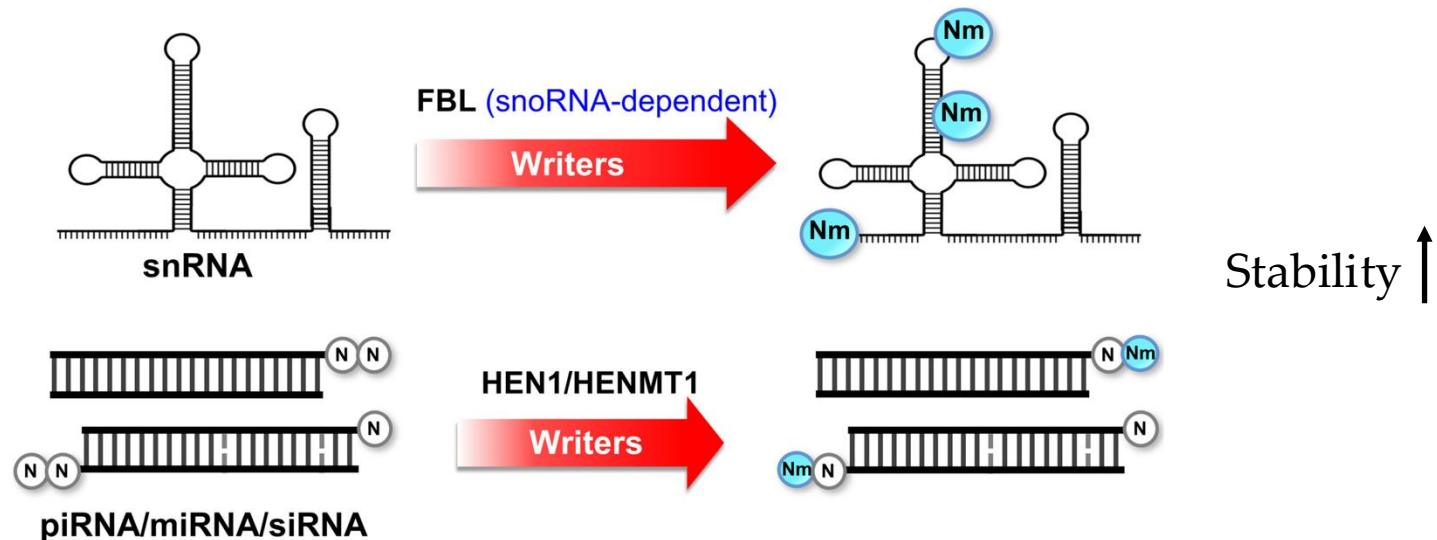 Nm
FBL (snoRNA-dependent)
Nm
Writers
Nm
snRNA
Stability
N N
N Nm
HEN1/HENMT1
N
N
Writers
N N
Nm N
piRNA/miRNA/siRNA